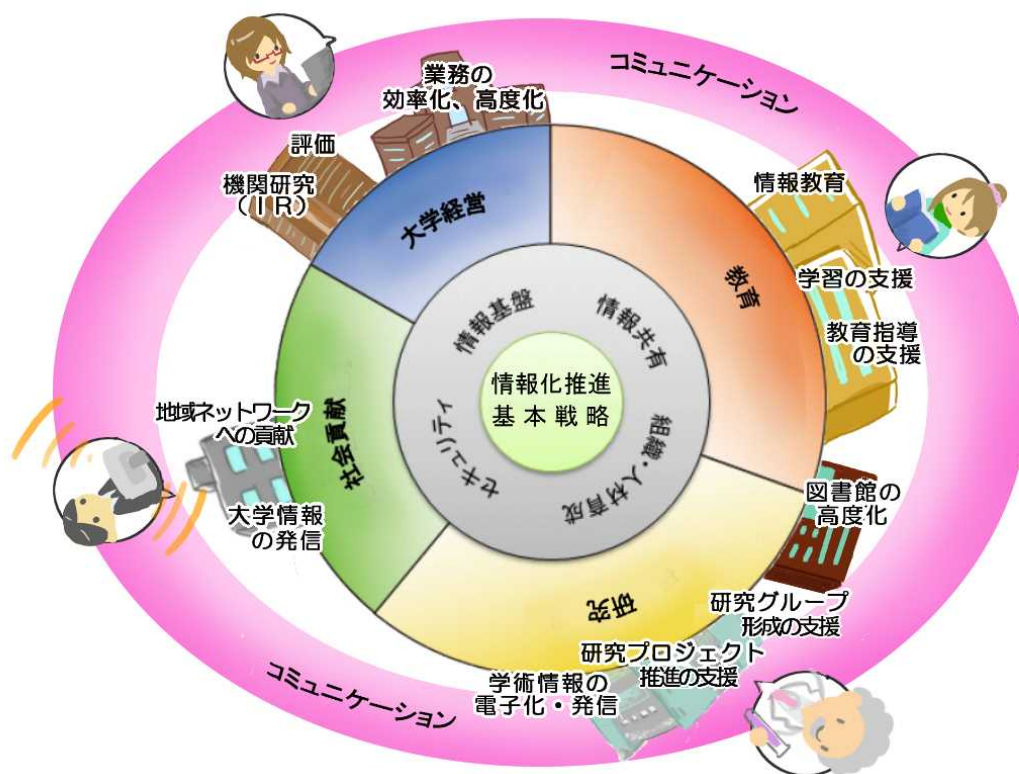 コミュニケーション
業務の
効率化、高度化
評価
機関研究
(IR)
大学経営
情報教育
学習の支援
教育指導
の支援
教育
情報基盤
情報共有
情報化推進
基本戦略
セキュリティ
組織・人材育成
地域ネットワーク
への貢献
社会貢献
大学情報
の発信
図書館の
高度化
研究グループ
形成の支援
研究
研究プロジェクト
推進の支援
学術情報の
電子化・発信
コミュニケーション